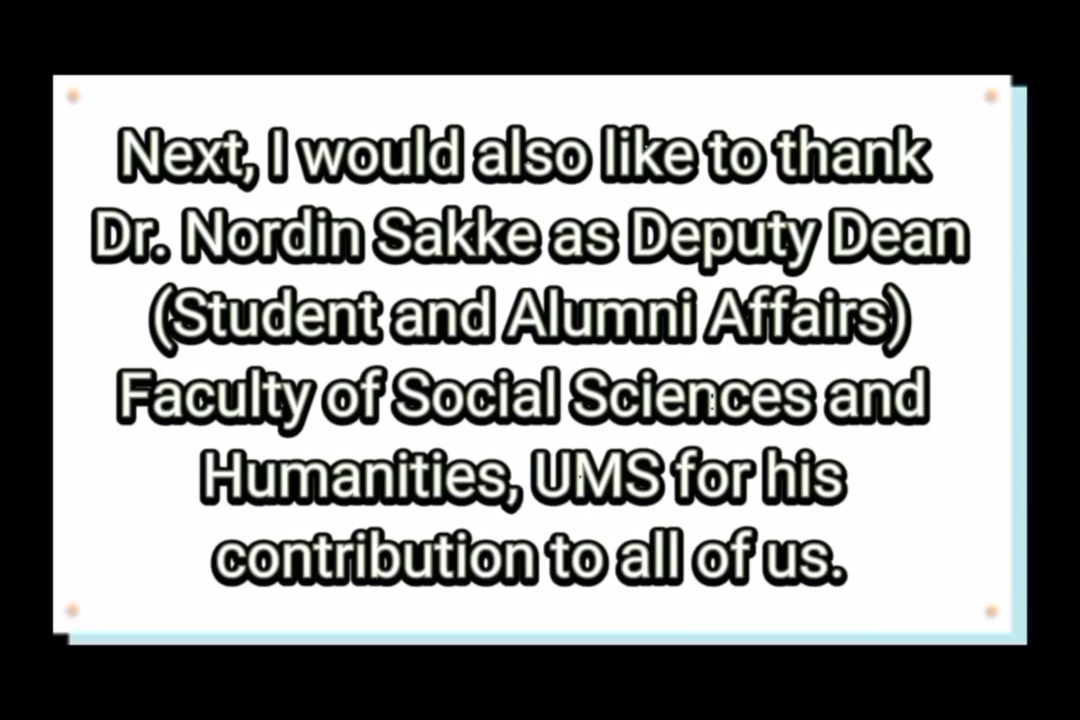 Next, I would also like to thank
Dr. Nordin Sakke as Deputy Dean
(Student and Alumni Affairs)
Faculty of Social Sciences and
Humanities, UMS for his
contribution to all of us.